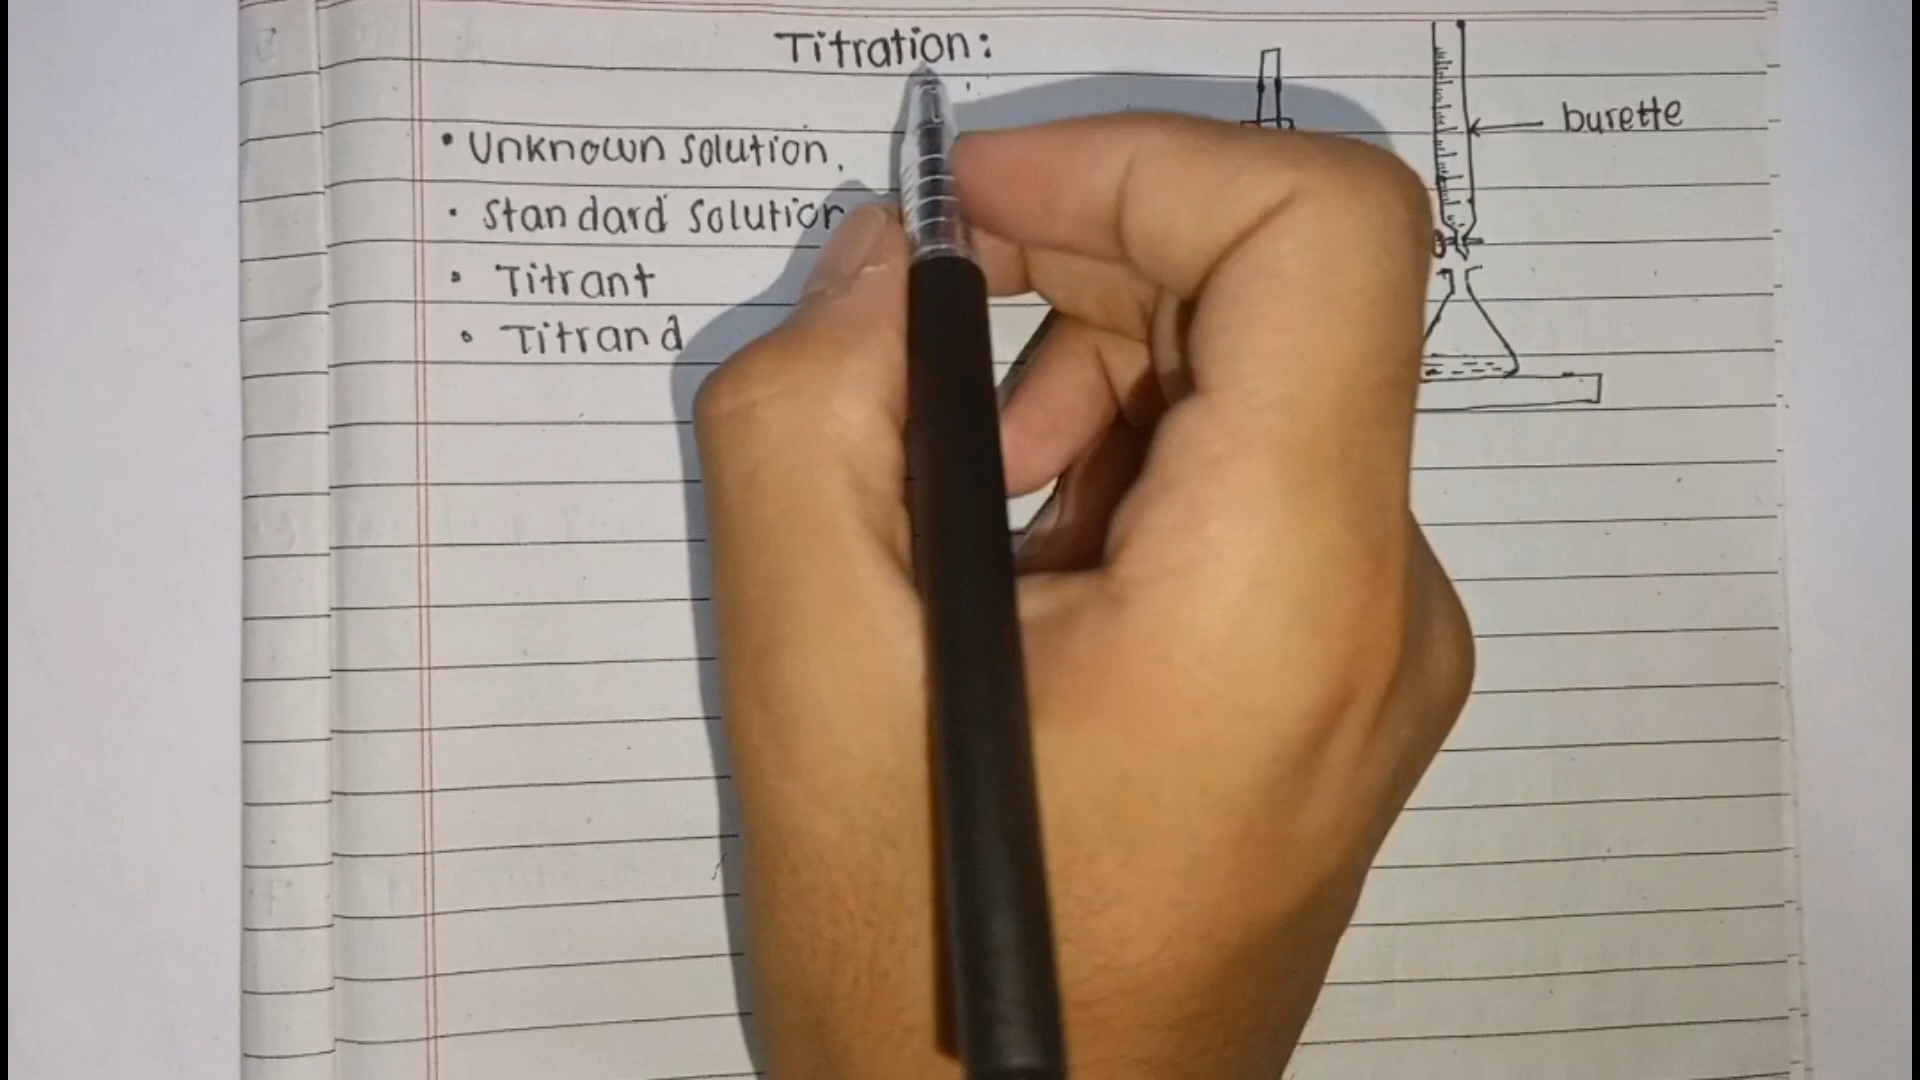 Titration:
burette
• Unknown solution.
• Standard solution
• Titrant
• Titrand